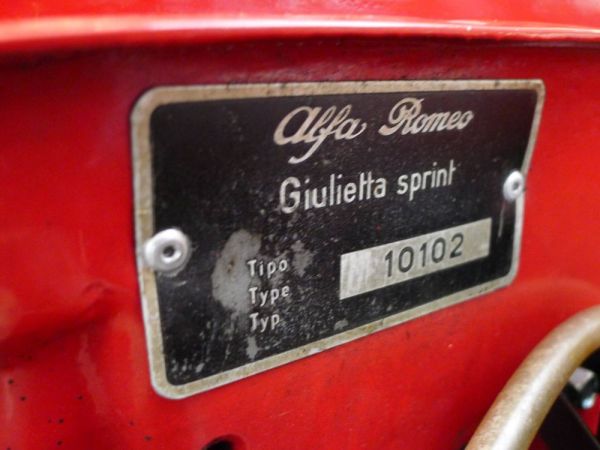 Alfa Romeo
Giulietta sprint
Tipo
Type 10102
Typ